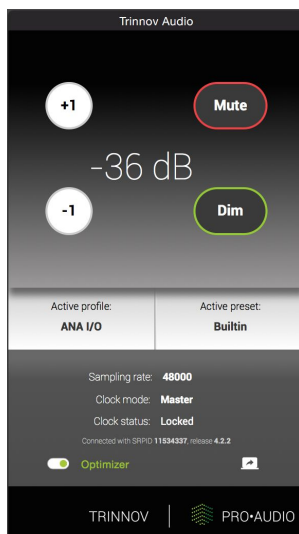 Trinnov Audio
+1 Mute
-36 dB
-1 Dim
Active profile: Active preset:
ANA I/O Builtin
Sampling rate: 48000
Clock mode: Master
Clock status: Locked
Connected with SRPID 11534337, release 4.2.2
Optimizer
TRINNOV | PRO•AUDIO